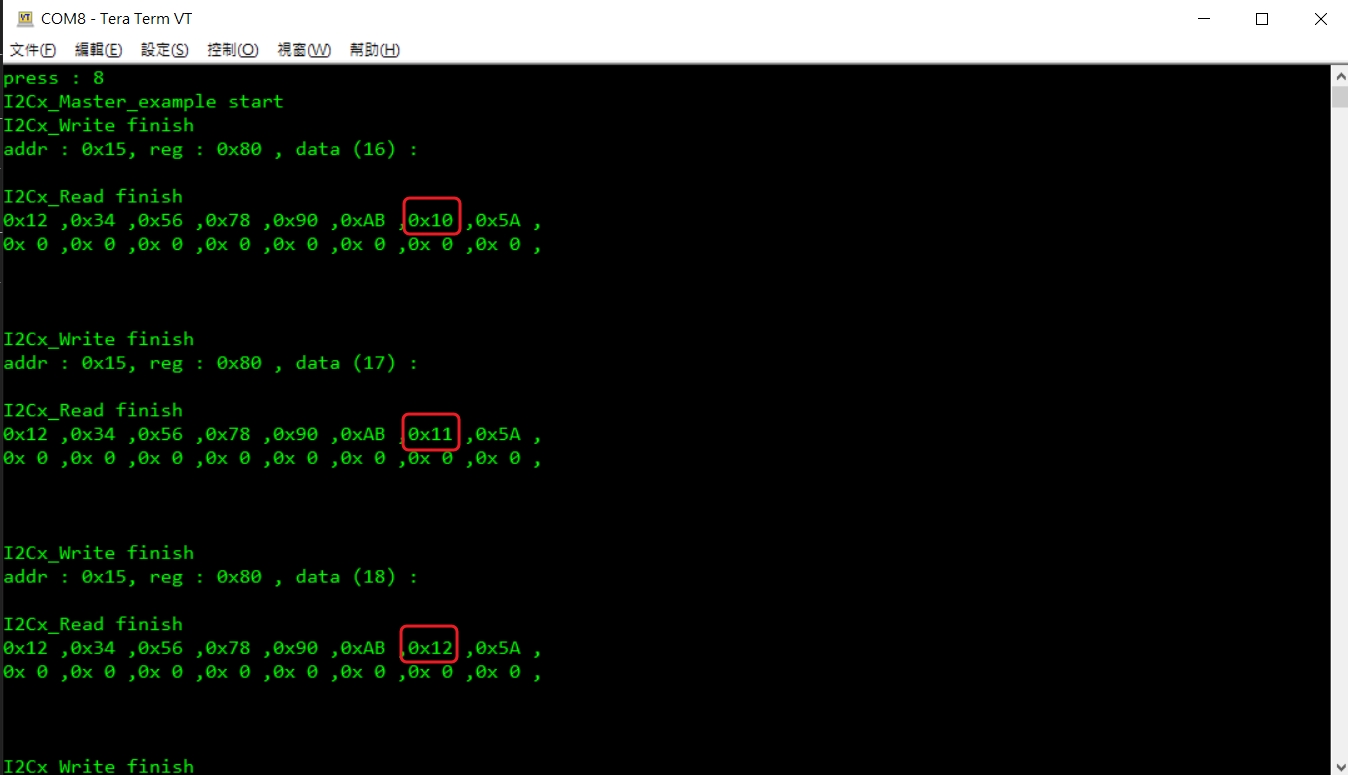 COM8 - Tera Term VT
文件(F) 編輯(E) 設定(S) 控制(O) 視窗(W) 幫助(H)
press : 8
I2Cx_Master_example start
I2Cx_Write finish
addr : 0x15, reg : 0x80 , data (16) :
I2Cx_Read finish
0x12 ,0x34 ,0x56 ,0x78 ,0x90 ,0xAB ,0x10 ,0x5A ,
0x 0 ,0x 0 ,0x 0 ,0x 0 ,0x 0 ,0x 0 ,0x 0 ,0x 0 ,
I2Cx_Write finish
addr : 0x15, reg : 0x80 , data (17) :
I2Cx_Read finish
0x12 ,0x34 ,0x56 ,0x78 ,0x90 ,0xAB ,0x11 ,0x5A ,
0x 0 ,0x 0 ,0x 0 ,0x 0 ,0x 0 ,0x 0 ,0x 0 ,0x 0 ,
I2Cx_Write finish
addr : 0x15, reg : 0x80 , data (18) :
I2Cx_Read finish
0x12 ,0x34 ,0x56 ,0x78 ,0x90 ,0xAB ,0x12 ,0x5A ,
0x 0 ,0x 0 ,0x 0 ,0x 0 ,0x 0 ,0x 0 ,0x 0 ,0x 0 ,
I2Cx_Write finish